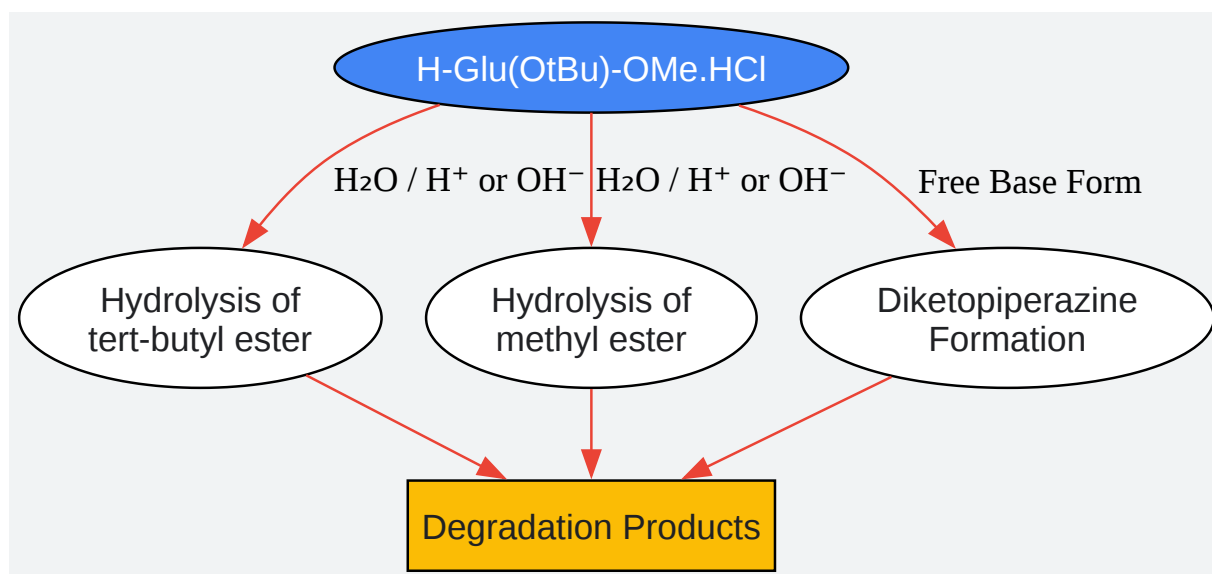 H-Glu(OtBu)-OMe.HCl
H₂O / H⁺ or OH⁻
H₂O / H⁺ or OH⁻
Free Base Form
Hydrolysis of
tert-butyl ester
Hydrolysis of
methyl ester
Diketopiperazine
Formation
Degradation Products